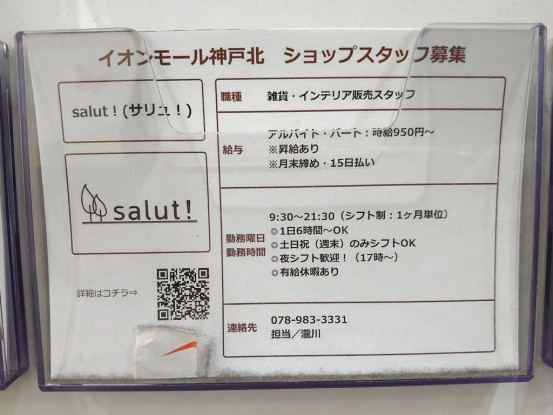 イオンモール神戸北 ショップスタッフ募集
salut！(サリュ！)
salut!
詳細はコチラ⇒
職種 雑貨・インテリア販売スタッフ
給与
アルバイト・パート：時給950円～
※昇給あり
※月末締め・15日払い
勤務曜日
勤務時間
9:30～21:30（シフト制：1ヶ月単位）
◎1日6時間～OK
◎土日祝（週末）のみシフトOK
◎夜シフト歓迎！（17時～）
◎有給休暇あり
連絡先
078-983-3331
担当／瀧川